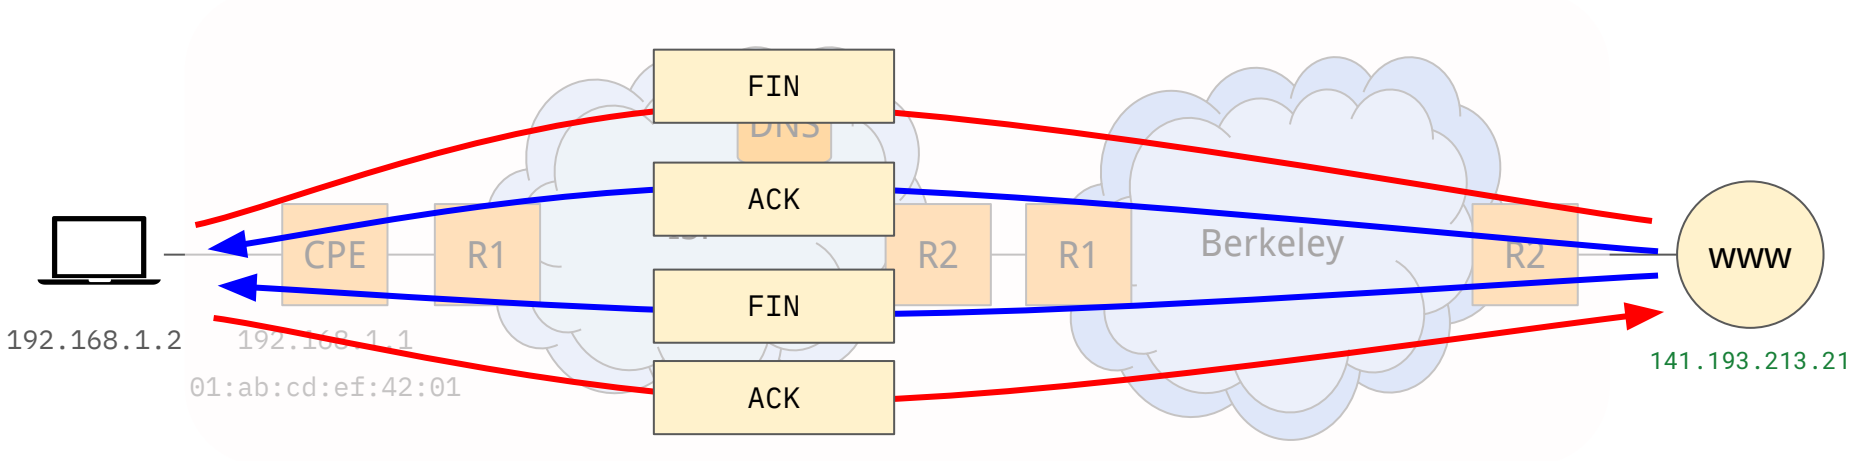 FIN
DNS
ACK
CPE
R1
R2
R1
Berkeley
R2
www
FIN
192.168.1.2
192.168.1.1
141.193.213.21
01:ab:cd:ef:42:01
ACK